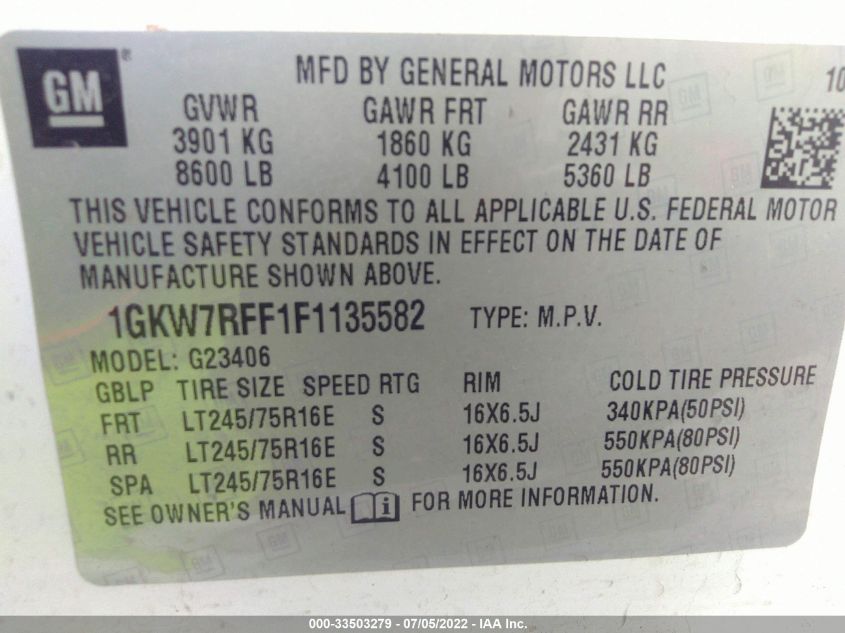 GM®
MFD BY GENERAL MOTORS LLC 10
GVWR GAWR FRT GAWR RR
3901 KG 1860 KG 2431 KG
8600 LB 4100 LB 5360 LB
THIS VEHICLE CONFORMS TO ALL APPLICABLE U.S. FEDERAL MOTOR
VEHICLE SAFETY STANDARDS IN EFFECT ON THE DATE OF
MANUFACTURE SHOWN ABOVE.
1GKW7RFF1F1135582 TYPE: M.P.V.
MODEL: G23406
GBLP TIRE SIZE SPEED RTG RIM COLD TIRE PRESSURE
FRT LT245/75R16E S 16X6.5J 340KPA(50PSI)
RR LT245/75R16E S 16X6.5J 550KPA(80PSI)
SPA LT245/75R16E S 16X6.5J 550KPA(80PSI)
SEE OWNER'S MANUAL FOR MORE INFORMATION.
000-33503279 - 07/05/2022 - IAA Inc.